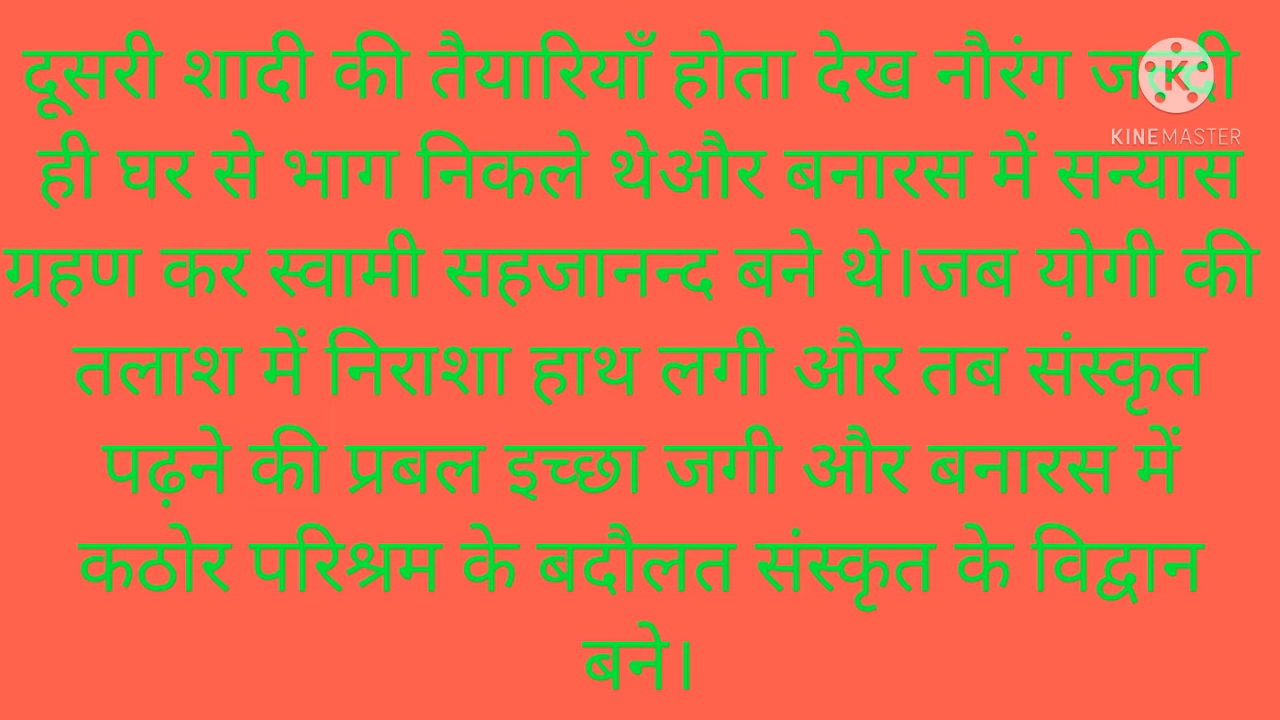 दूसरी शादी की तैयारियाँ होता देख नौरंग जल्दी
ही घर से भाग निकले थेऔर बनारस में सन्यास
ग्रहण कर स्वामी सहजानन्द बने थे।जब योगी की
तलाश में निराशा हाथ लगी और तब संस्कृत
पढ़ने की प्रबल इच्छा जगी और बनारस में
कठोर परिश्रम के बदौलत संस्कृत के विद्वान
बने।
K
KINEMASTER